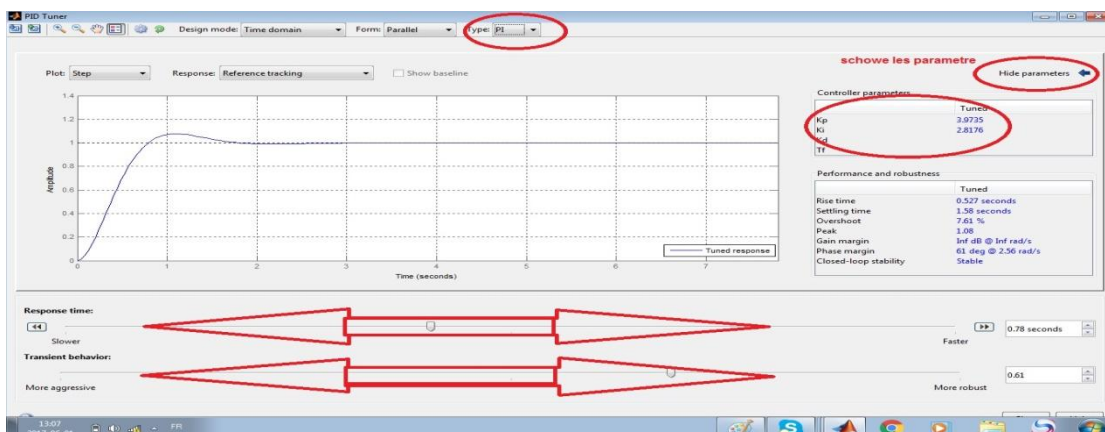 PID Tuner
Design mode: Time domain Form: Parallel Type: PI
schowe les parametre
Plot: Step Response: Reference tracking Show baseline
Hide parameters
Controller parameters
Tuned
Kp 3.9735
Ki 2.8176
Kd
Tf
Performance and robustness
Tuned
Rise time 0.527 seconds
Settling time 1.58 seconds
Overshoot 7.61 %
Peak 1.08
Gain margin Inf dB @ Inf rad/s
Phase margin 61 deg @ 2.56 rad/s
Closed-loop stability Stable
1.4
1.2
1
0.8
0.6
0.4
0.2
0
Amplitude
Tuned response
0 1 2 3 4 5 6 7
Time (seconds)
Response time:
Slower Faster 0.78 seconds
Transient behavior:
More aggressive More robust 0.61
13:07
FR